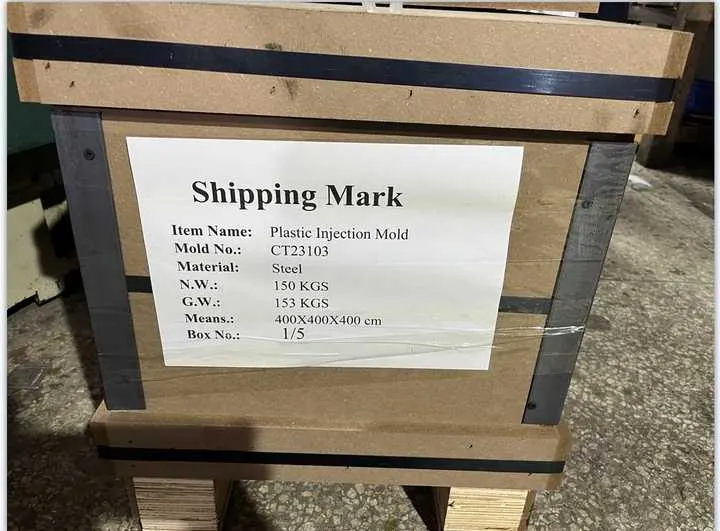 Shipping Mark
Item Name: Plastic Injection Mold
Mold No.: CT23103
Material: Steel
N.W.: 150 KGS
G.W.: 153 KGS
Means.: 400X400X400 cm
Box No.: 1/5